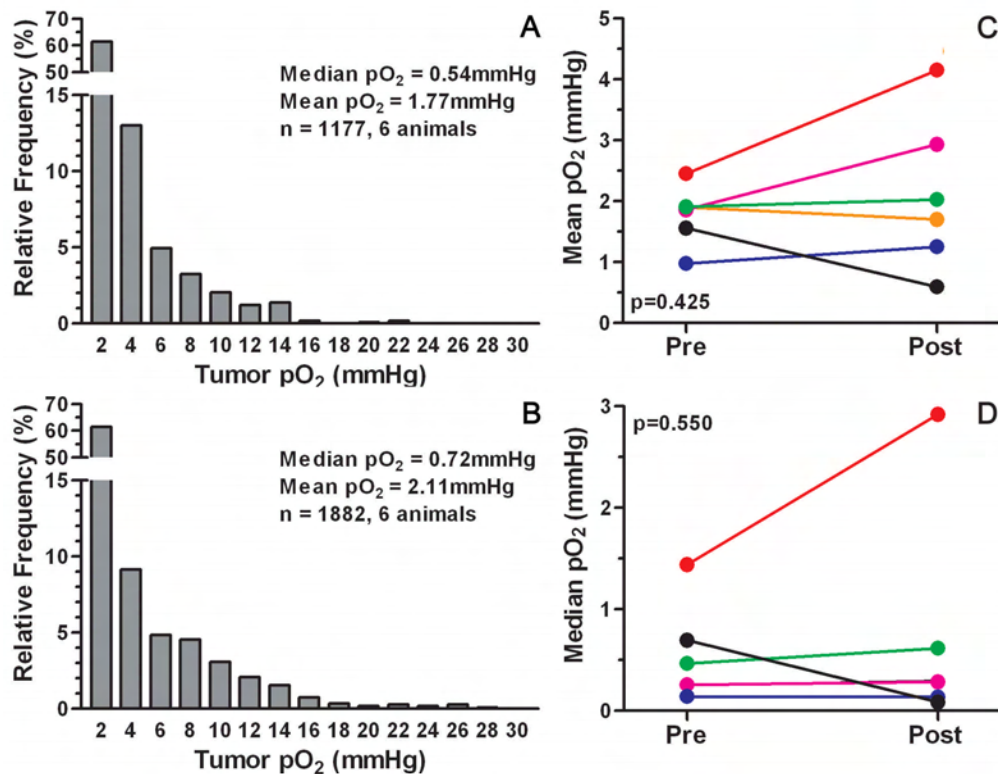 A
Relative Frequency (%)
70
60
50
15
10
5
0
Median pO₂ = 0.54mmHg
Mean pO₂ = 1.77mmHg
n = 1177, 6 animals
2 4 6 8 10 12 14 16 18 20 22 24 26 28 30
Tumor pO₂ (mmHg)
C
Mean pO₂ (mmHg)
5
4
3
2
1
0
p=0.425
Pre Post
B
Relative Frequency (%)
70
60
50
15
10
5
0
Median pO₂ = 0.72mmHg
Mean pO₂ = 2.11mmHg
n = 1882, 6 animals
2 4 6 8 10 12 14 16 18 20 22 24 26 28 30
Tumor pO₂ (mmHg)
D
Median pO₂ (mmHg)
3
2
1
0
p=0.550
Pre Post